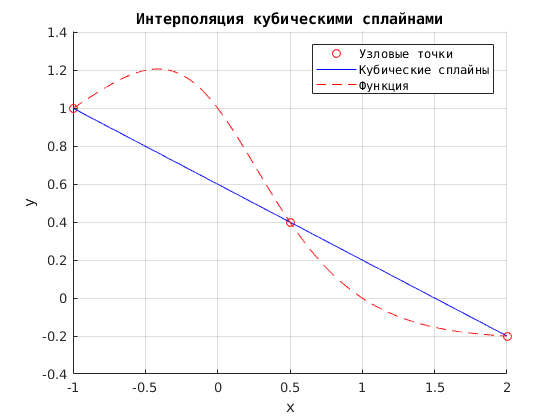 Интерполяция кубическими сплайнами
1.4
1.2
1
0.8
0.6
0.4
0.2
0
-0.2
-0.4
y
Узловые точки
Кубические сплайны
Функция
-1 -0.5 0 0.5 1 1.5 2
x